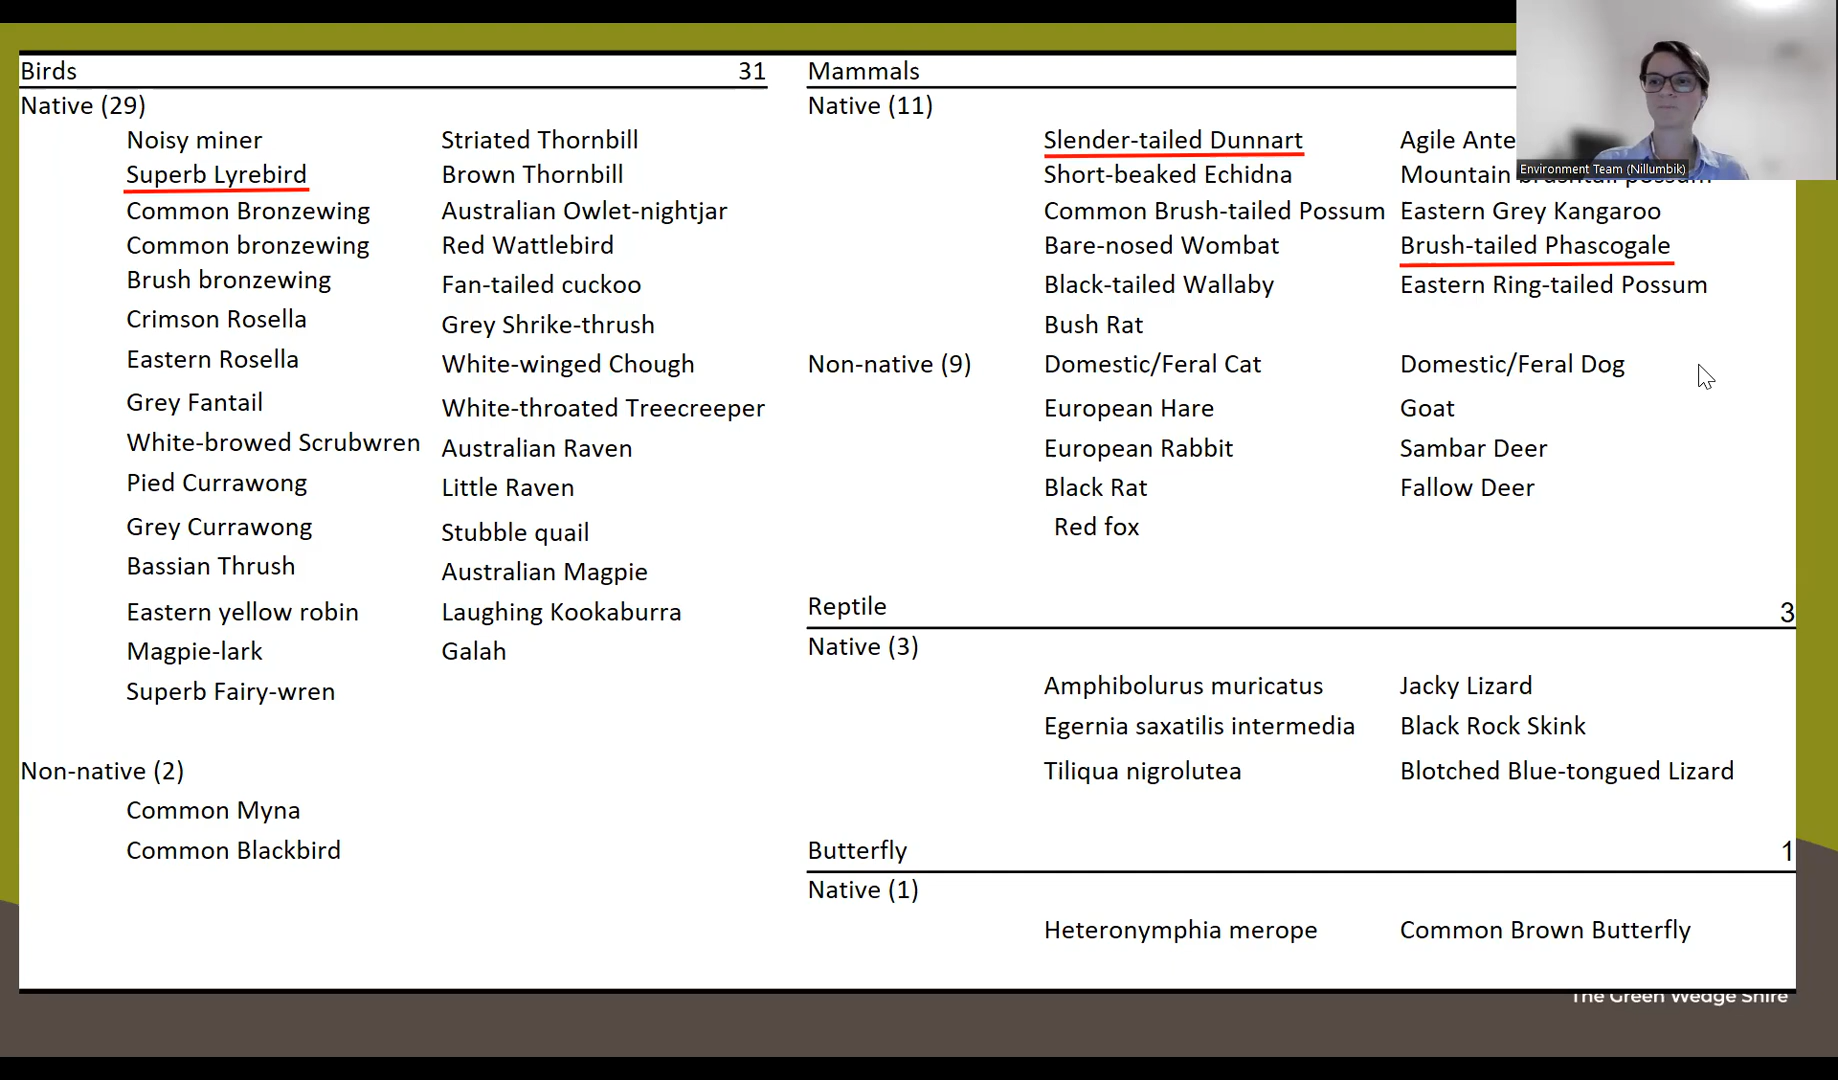 Birds 31
Native (29)
Noisy miner Striated Thornbill
Superb Lyrebird Brown Thornbill
Common Bronzewing Australian Owlet-nightjar
Common bronzewing Red Wattlebird
Brush bronzewing Fan-tailed cuckoo
Crimson Rosella Grey Shrike-thrush
Eastern Rosella White-winged Chough
Grey Fantail White-throated Treecreeper
White-browed Scrubwren Australian Raven
Pied Currawong Little Raven
Grey Currawong Stubble quail
Bassian Thrush Australian Magpie
Eastern yellow robin Laughing Kookaburra
Magpie-lark Galah
Superb Fairy-wren
Non-native (2)
Common Myna
Common Blackbird
Mammals
Native (11)
Slender-tailed Dunnart Agile
Short-beaked Echidna Mountain brushtail possum
Common Brush-tailed Possum Eastern Grey Kangaroo
Bare-nosed Wombat Brush-tailed Phascogale
Black-tailed Wallaby Eastern Ring-tailed Possum
Bush Rat
Non-native (9) Domestic/Feral Cat Domestic/Feral Dog
European Hare Goat
European Rabbit Sambar Deer
Black Rat Fallow Deer
Red fox
Reptile 3
Native (3)
Amphibolurus muricatus Jacky Lizard
Egernia saxatilis intermedia Black Rock Skink
Tiliqua nigrolutea Blotched Blue-tongued Lizard
Butterfly 1
Native (1)
Heteronymphia merope Common Brown Butterfly
Environment Team (Nillumbik)
The Green Wedge Shire